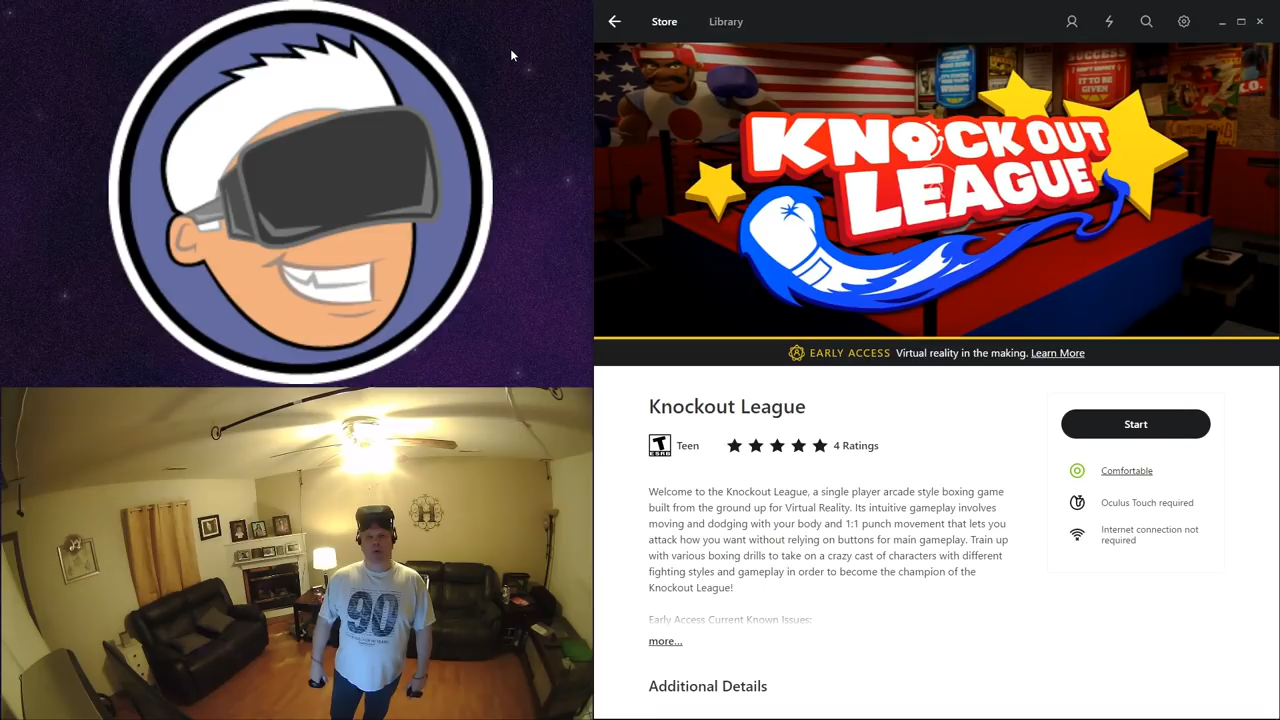 Store
Library
SUCCESS
KNOCK OUT
LEAGUE
EARLY ACCESS Virtual reality in the making. Learn More
Knockout League
T
ESRB
Teen
4 Ratings
Start
Comfortable
Oculus Touch required
Internet connection not
required
Welcome to the Knockout League, a single player arcade style boxing game
built from the ground up for Virtual Reality. Its intuitive gameplay involves
moving and dodging with your body and 1:1 punch movement that lets you
attack how you want without relying on buttons for main gameplay. Train up
with various boxing drills to take on a crazy cast of characters with different
fighting styles and gameplay in order to become the champion of the
Knockout League!
Early Access Current Known Issues:
more...
Additional Details
H
90